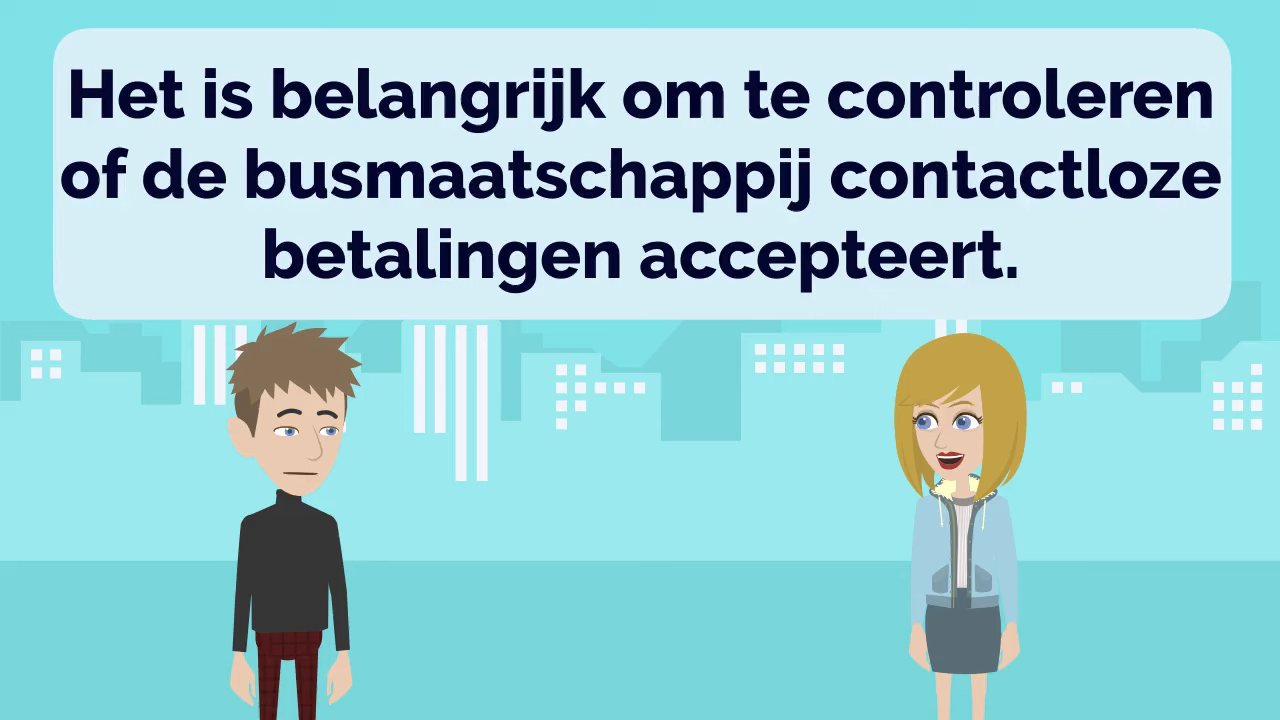 Het is belangrijk om te controleren
of de busmaatschappij contactloze
betalingen accepteert.